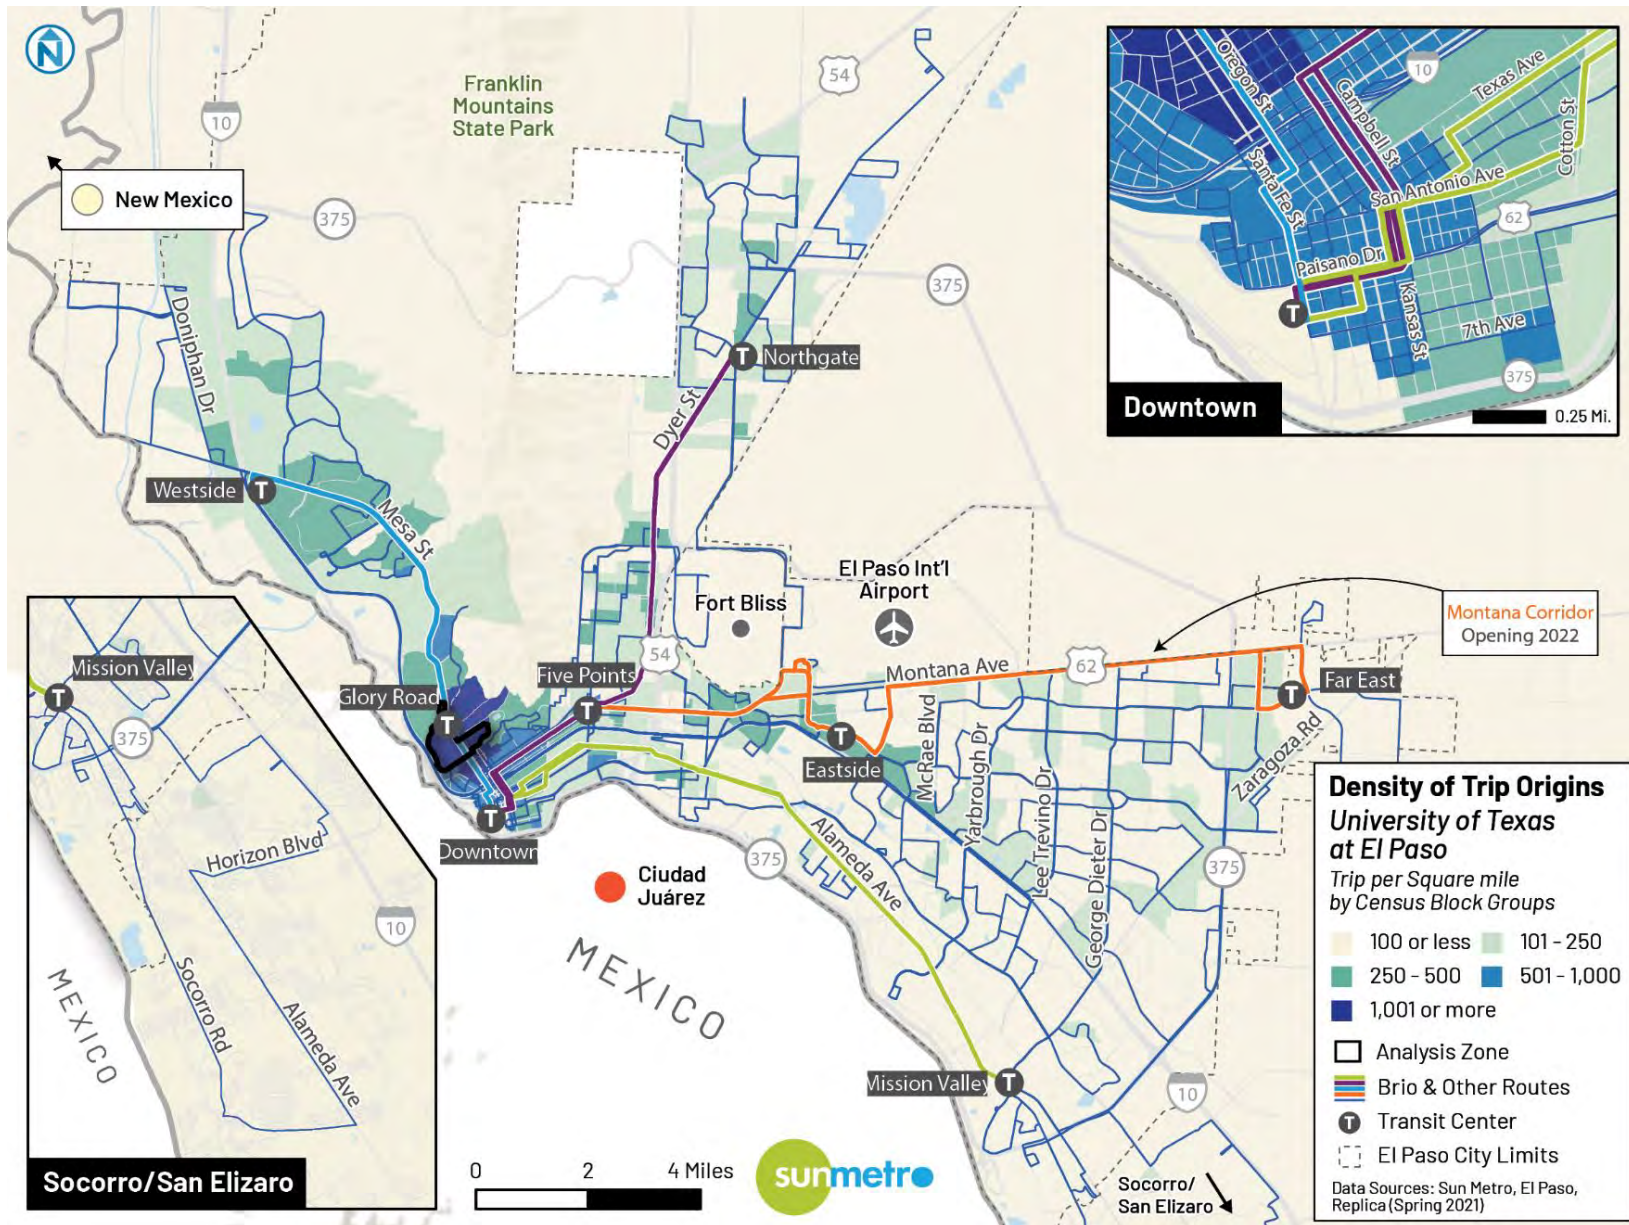 N
New Mexico
Franklin
Mountains
State Park
10
54
375
375
Doniphan Dr
Northgate
Dyer St
Westside
Mesa St
El Paso Int'l
Airport
Fort Bliss
54
Five Points
Glory Road
Montana Ave
62
Montana Corridor
Opening 2022
Far East
Zaragoza Rd
Eastside
McRae Blvd
Yarbrough Dr
Lee Trevino Dr
George Dieter Dr
Downtown
375
375
Alameda Ave
Ciudad
Juárez
MEXICO
Mission Valley
10
Socorro/
San Elizaro
T
T
T
T
T
T
T
T
0 2 4 Miles
sunmetro
Oregon St
Campbell St
10
Texas Ave
Cotton St
Santa Fe St
San Antonio Ave
62
Paisano Dr
Kansas St
7th Ave
T
375
Downtown
0.25 Mi.
Mission Valley
T
375
Horizon Blvd
10
Socorro Rd
Alameda Ave
MEXICO
Socorro/San Elizaro
Density of Trip Origins
University of Texas
at El Paso
Trip per Square mile
by Census Block Groups
100 or less 101 - 250
250 - 500 501 - 1,000
1,001 or more
Analysis Zone
Brio & Other Routes
T Transit Center
El Paso City Limits
Data Sources: Sun Metro, El Paso,
Replica (Spring 2021)